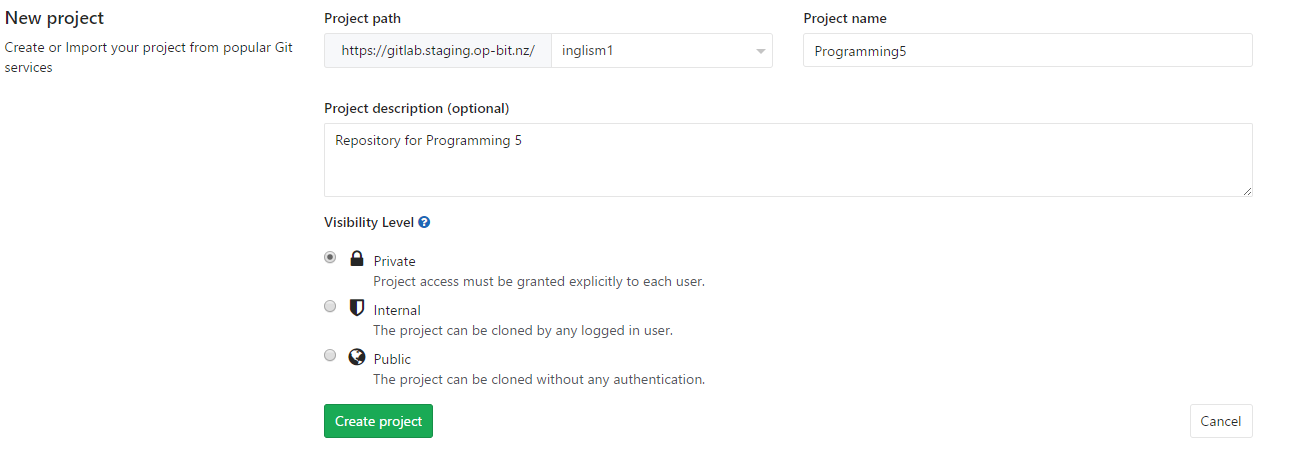 New project
Create or Import your project from popular Git
services
Project path
https://gitlab.staging.op-bit.nz/ inglism1
Project name
Programming5
Project description (optional)
Repository for Programming 5
Visibility Level ?
Private
Project access must be granted explicitly to each user.
Internal
The project can be cloned by any logged in user.
Public
The project can be cloned without any authentication.
Create project
Cancel